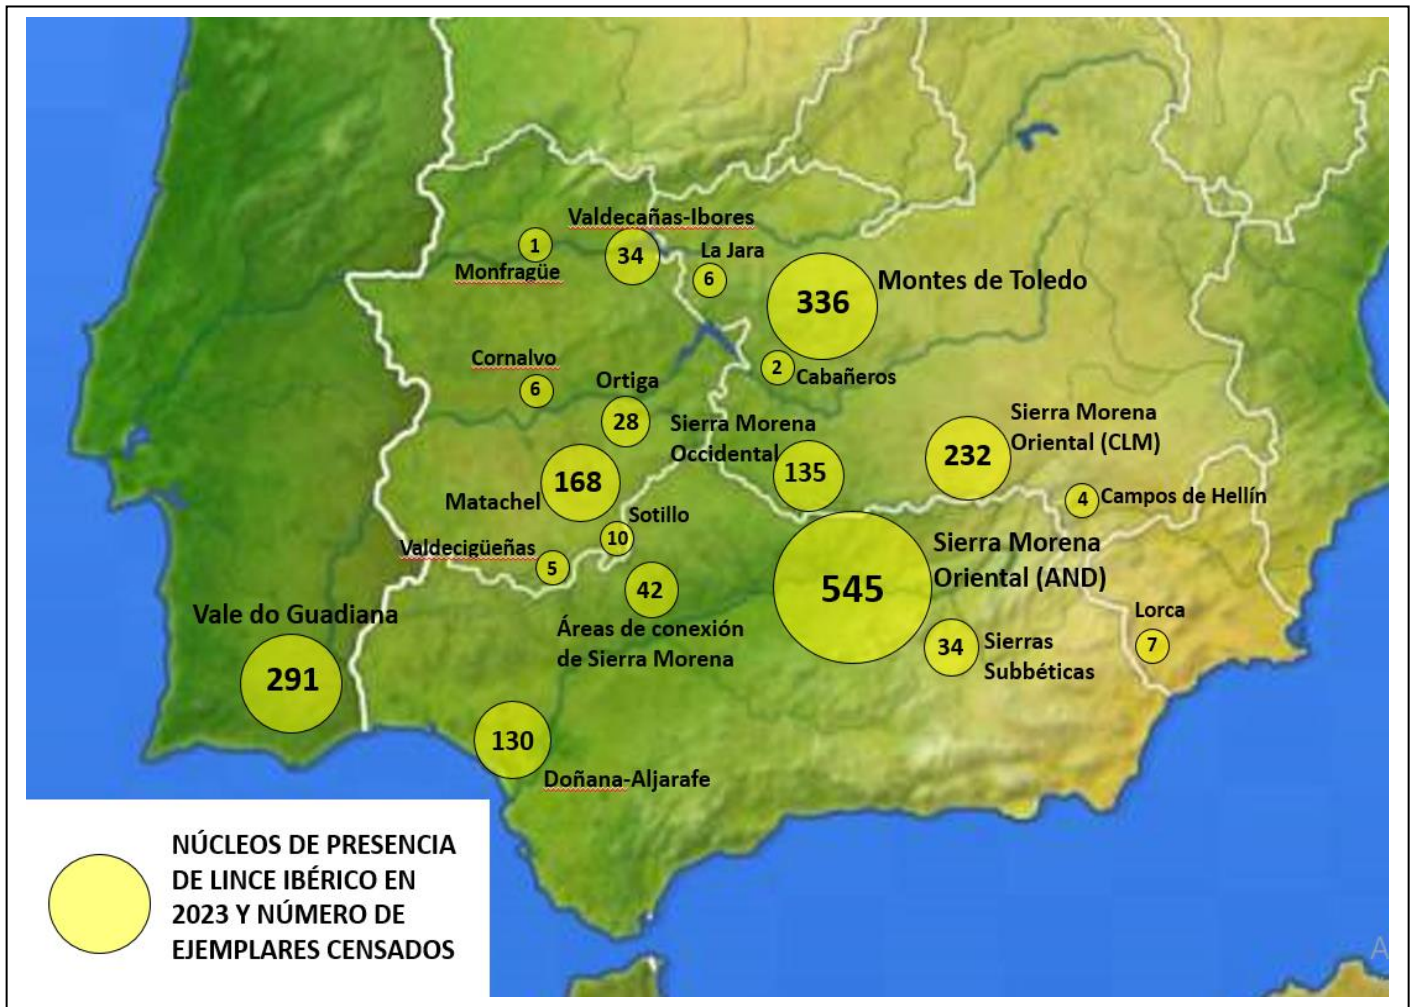 Valdecañas-Ibores
1
Monfragüe
34
La Jara
6
336
Montes de Toledo
2
Cabañeros
Cornalvo
6
Ortiga
28
Sierra Morena
Occidental
135
Sierra Morena
Oriental (CLM)
232
4
Campos de Hellín
168
Matachel
Sotillo
10
Valdecigüeñas
5
42
Áreas de conexión
de Sierra Morena
545
Sierra Morena
Oriental (AND)
34
Sierras
Subbéticas
Lorca
7
Vale do Guadiana
291
130
Doñana-Aljarafe
NÚCLEOS DE PRESENCIA
DE LINCE IBÉRICO EN
2023 Y NÚMERO DE
EJEMPLARES CENSADOS
A